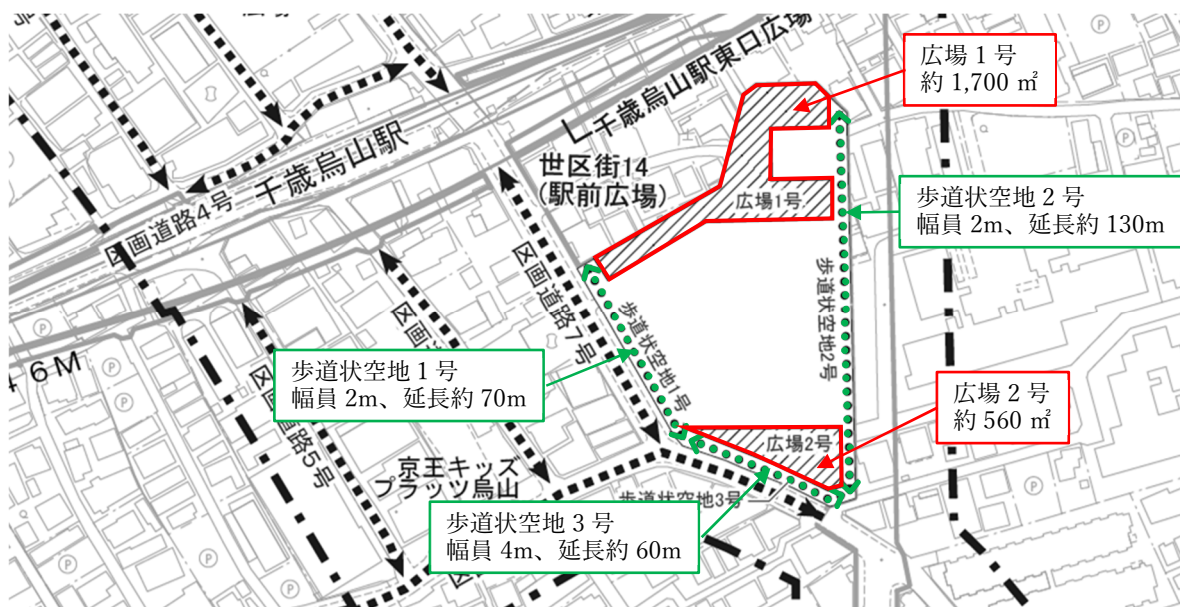 広場1号
約 1,700 ㎡
千歳烏山駅東口広場
千歳烏山駅
世区街14
(駅前広場)
広場1号
歩道状空地 2 号
幅員 2m、延長約 130m
区画道路4号
区画道路7号
歩道状空地1号
歩道状空地2号
46M
歩道状空地 1 号
幅員 2m、延長約 70m
区画道路5号
広場 2 号
約 560 ㎡
広場2号
京王キッズ
プラッツ烏山
歩道状空地3号
歩道状空地 3 号
幅員 4m、延長約 60m
P
P
P
P
P
P
P